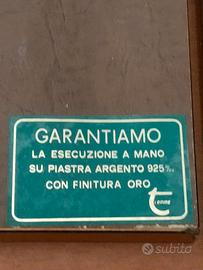 GARANTIAMO
LA ESECUZIONE A MANO
SU PIASTRA ARGENTO 925‰
CON FINITURA ORO
subito